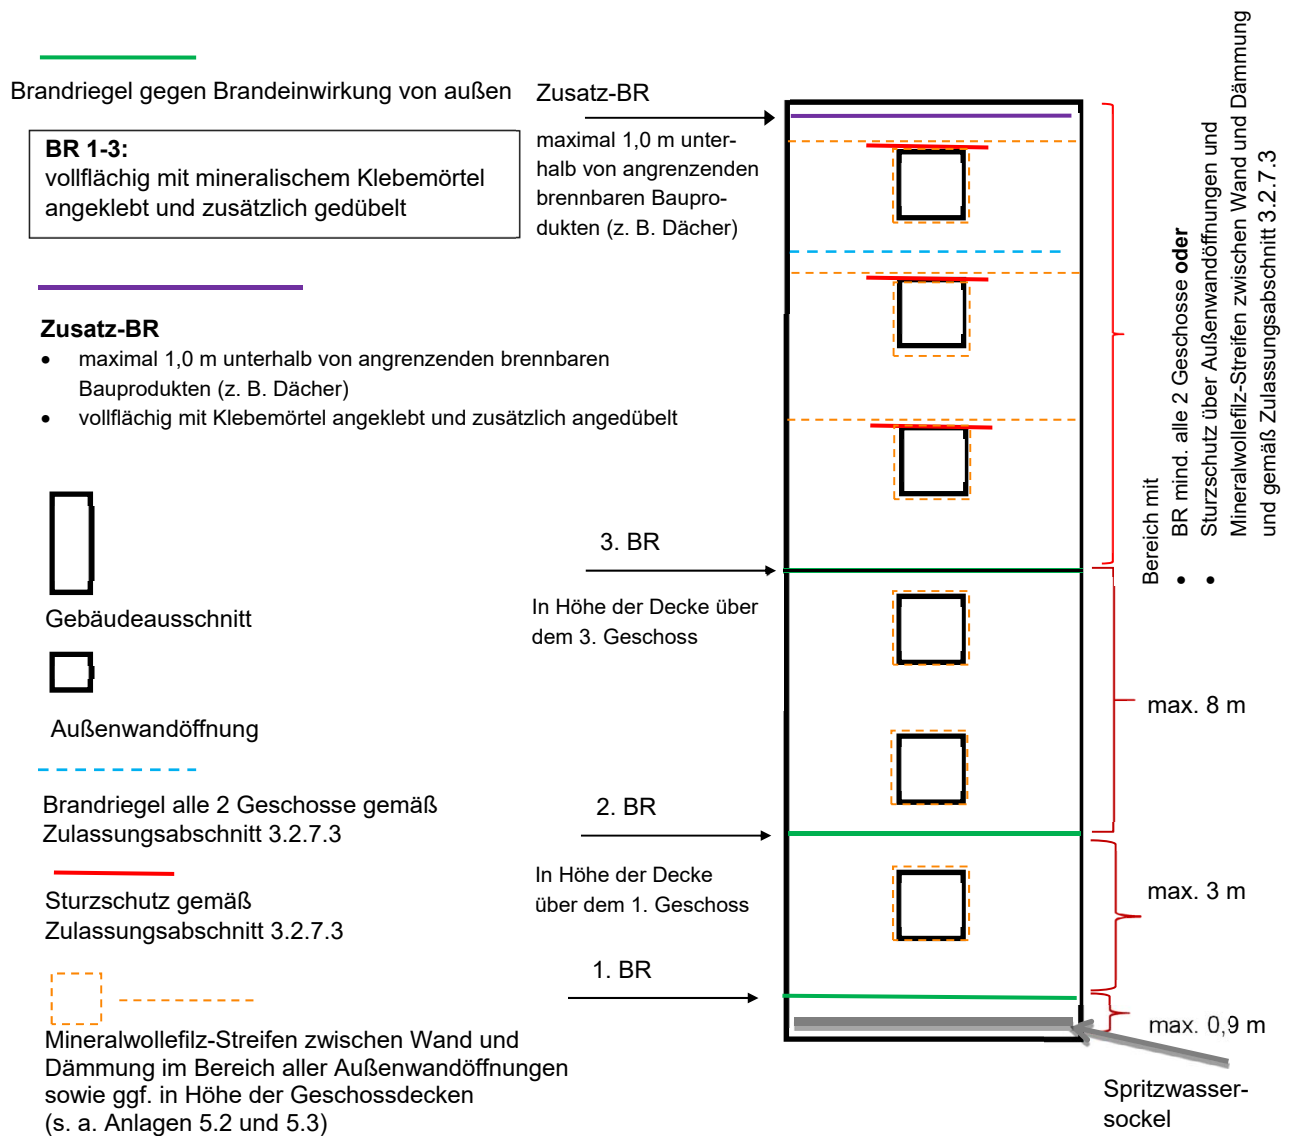 Brandriegel gegen Brandeinwirkung von außen
BR 1-3:
vollflächig mit mineralischem Klebemörtel
angeklebt und zusätzlich gedübelt
Zusatz-BR
• maximal 1,0 m unterhalb von angrenzenden brennbaren
Bauprodukten (z. B. Dächer)
• vollflächig mit Klebemörtel angeklebt und zusätzlich angedübelt
Gebäudeausschnitt
Außenwandöffnung
Brandriegel alle 2 Geschosse gemäß
Zulassungsabschnitt 3.2.7.3
Sturzschutz gemäß
Zulassungsabschnitt 3.2.7.3
Mineralwollefilz-Streifen zwischen Wand und
Dämmung im Bereich aller Außenwandöffnungen
sowie ggf. in Höhe der Geschossdecken
(s. a. Anlagen 5.2 und 5.3)
Zusatz-BR
maximal 1,0 m unter-
halb von angrenzenden
brennbaren Baupro-
dukten (z. B. Dächer)
3. BR
In Höhe der Decke über
dem 3. Geschoss
2. BR
In Höhe der Decke
über dem 1. Geschoss
1. BR
Bereich mit
• BR mind. alle 2 Geschosse oder
• Sturzschutz über Außenwandöffnungen und
Mineralwollefilz-Streifen zwischen Wand und Dämmung
und gemäß Zulassungsabschnitt 3.2.7.3
max. 8 m
max. 3 m
max. 0,9 m
Spritzwasser-
sockel